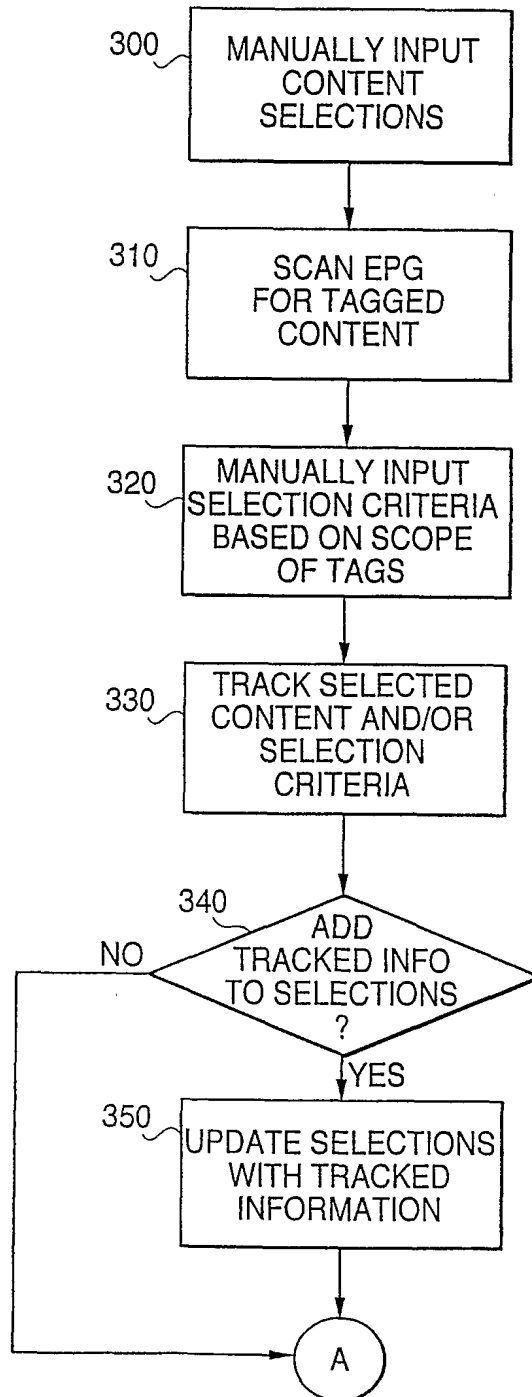 300
MANUALLY INPUT
CONTENT
SELECTIONS
310
SCAN EPG
FOR TAGGED
CONTENT
320
MANUALLY INPUT
SELECTION CRITERIA
BASED ON SCOPE
OF TAGS
330
TRACK SELECTED
CONTENT AND/OR
SELECTION
CRITERIA
340
ADD
TRACKED INFO
TO SELECTIONS
?
NO
YES
350
UPDATE SELECTIONS
WITH TRACKED
INFORMATION
A